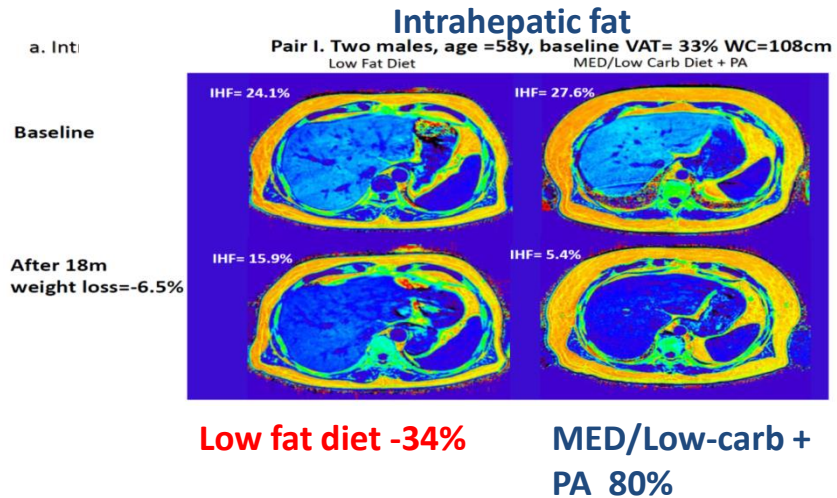 Intrahepatic fat
a. Int
Pair I. Two males, age =58y, baseline VAT= 33% WC=108cm
Low Fat Diet
MED/Low Carb Diet + PA
Baseline
IHF= 24.1%
IHF= 27.6%
After 18m
weight loss=-6.5%
IHF= 15.9%
IHF= 5.4%
Low fat diet -34%
MED/Low-carb +
PA 80%